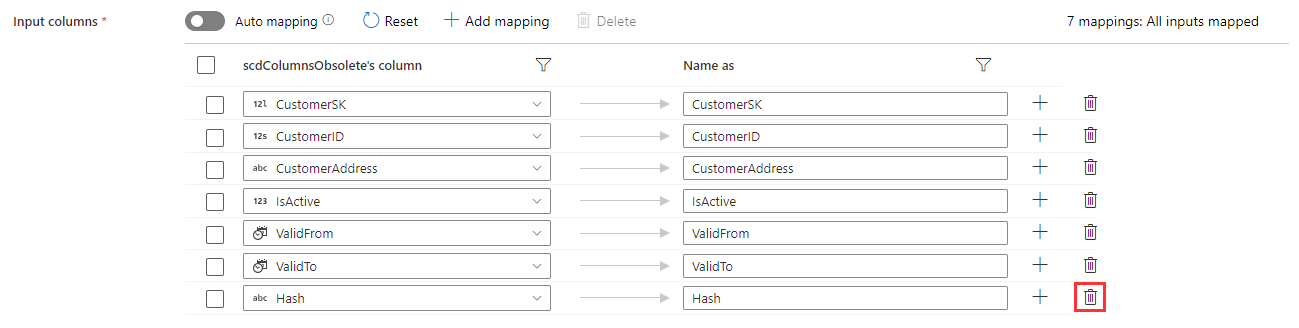 Input columns * Auto mapping Reset Add mapping Delete 7 mappings: All inputs mapped
scdColumnsObsolete's column Name as
12l CustomerSK CustomerSK
12s CustomerID CustomerID
abc CustomerAddress CustomerAddress
123 IsActive IsActive
ValidFrom ValidFrom
ValidTo ValidTo
abc Hash Hash